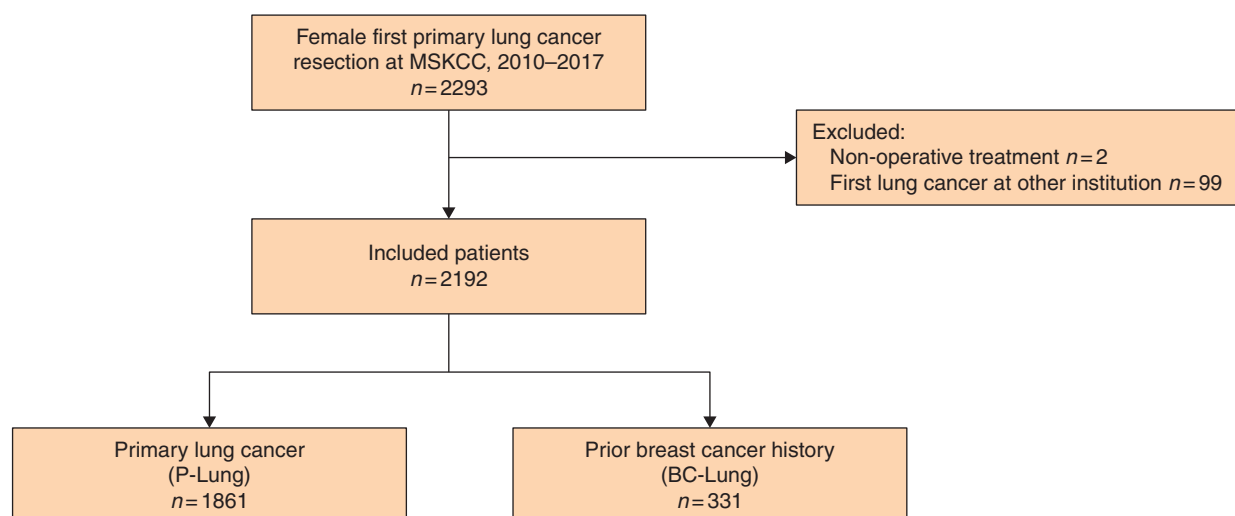 Female first primary lung cancer
resection at MSKCC, 2010–2017
n=2293
Excluded:
Non-operative treatment n=2
First lung cancer at other institution n=99
Included patients
n=2192
Primary lung cancer
(P-Lung)
n=1861
Prior breast cancer history
(BC-Lung)
n=331